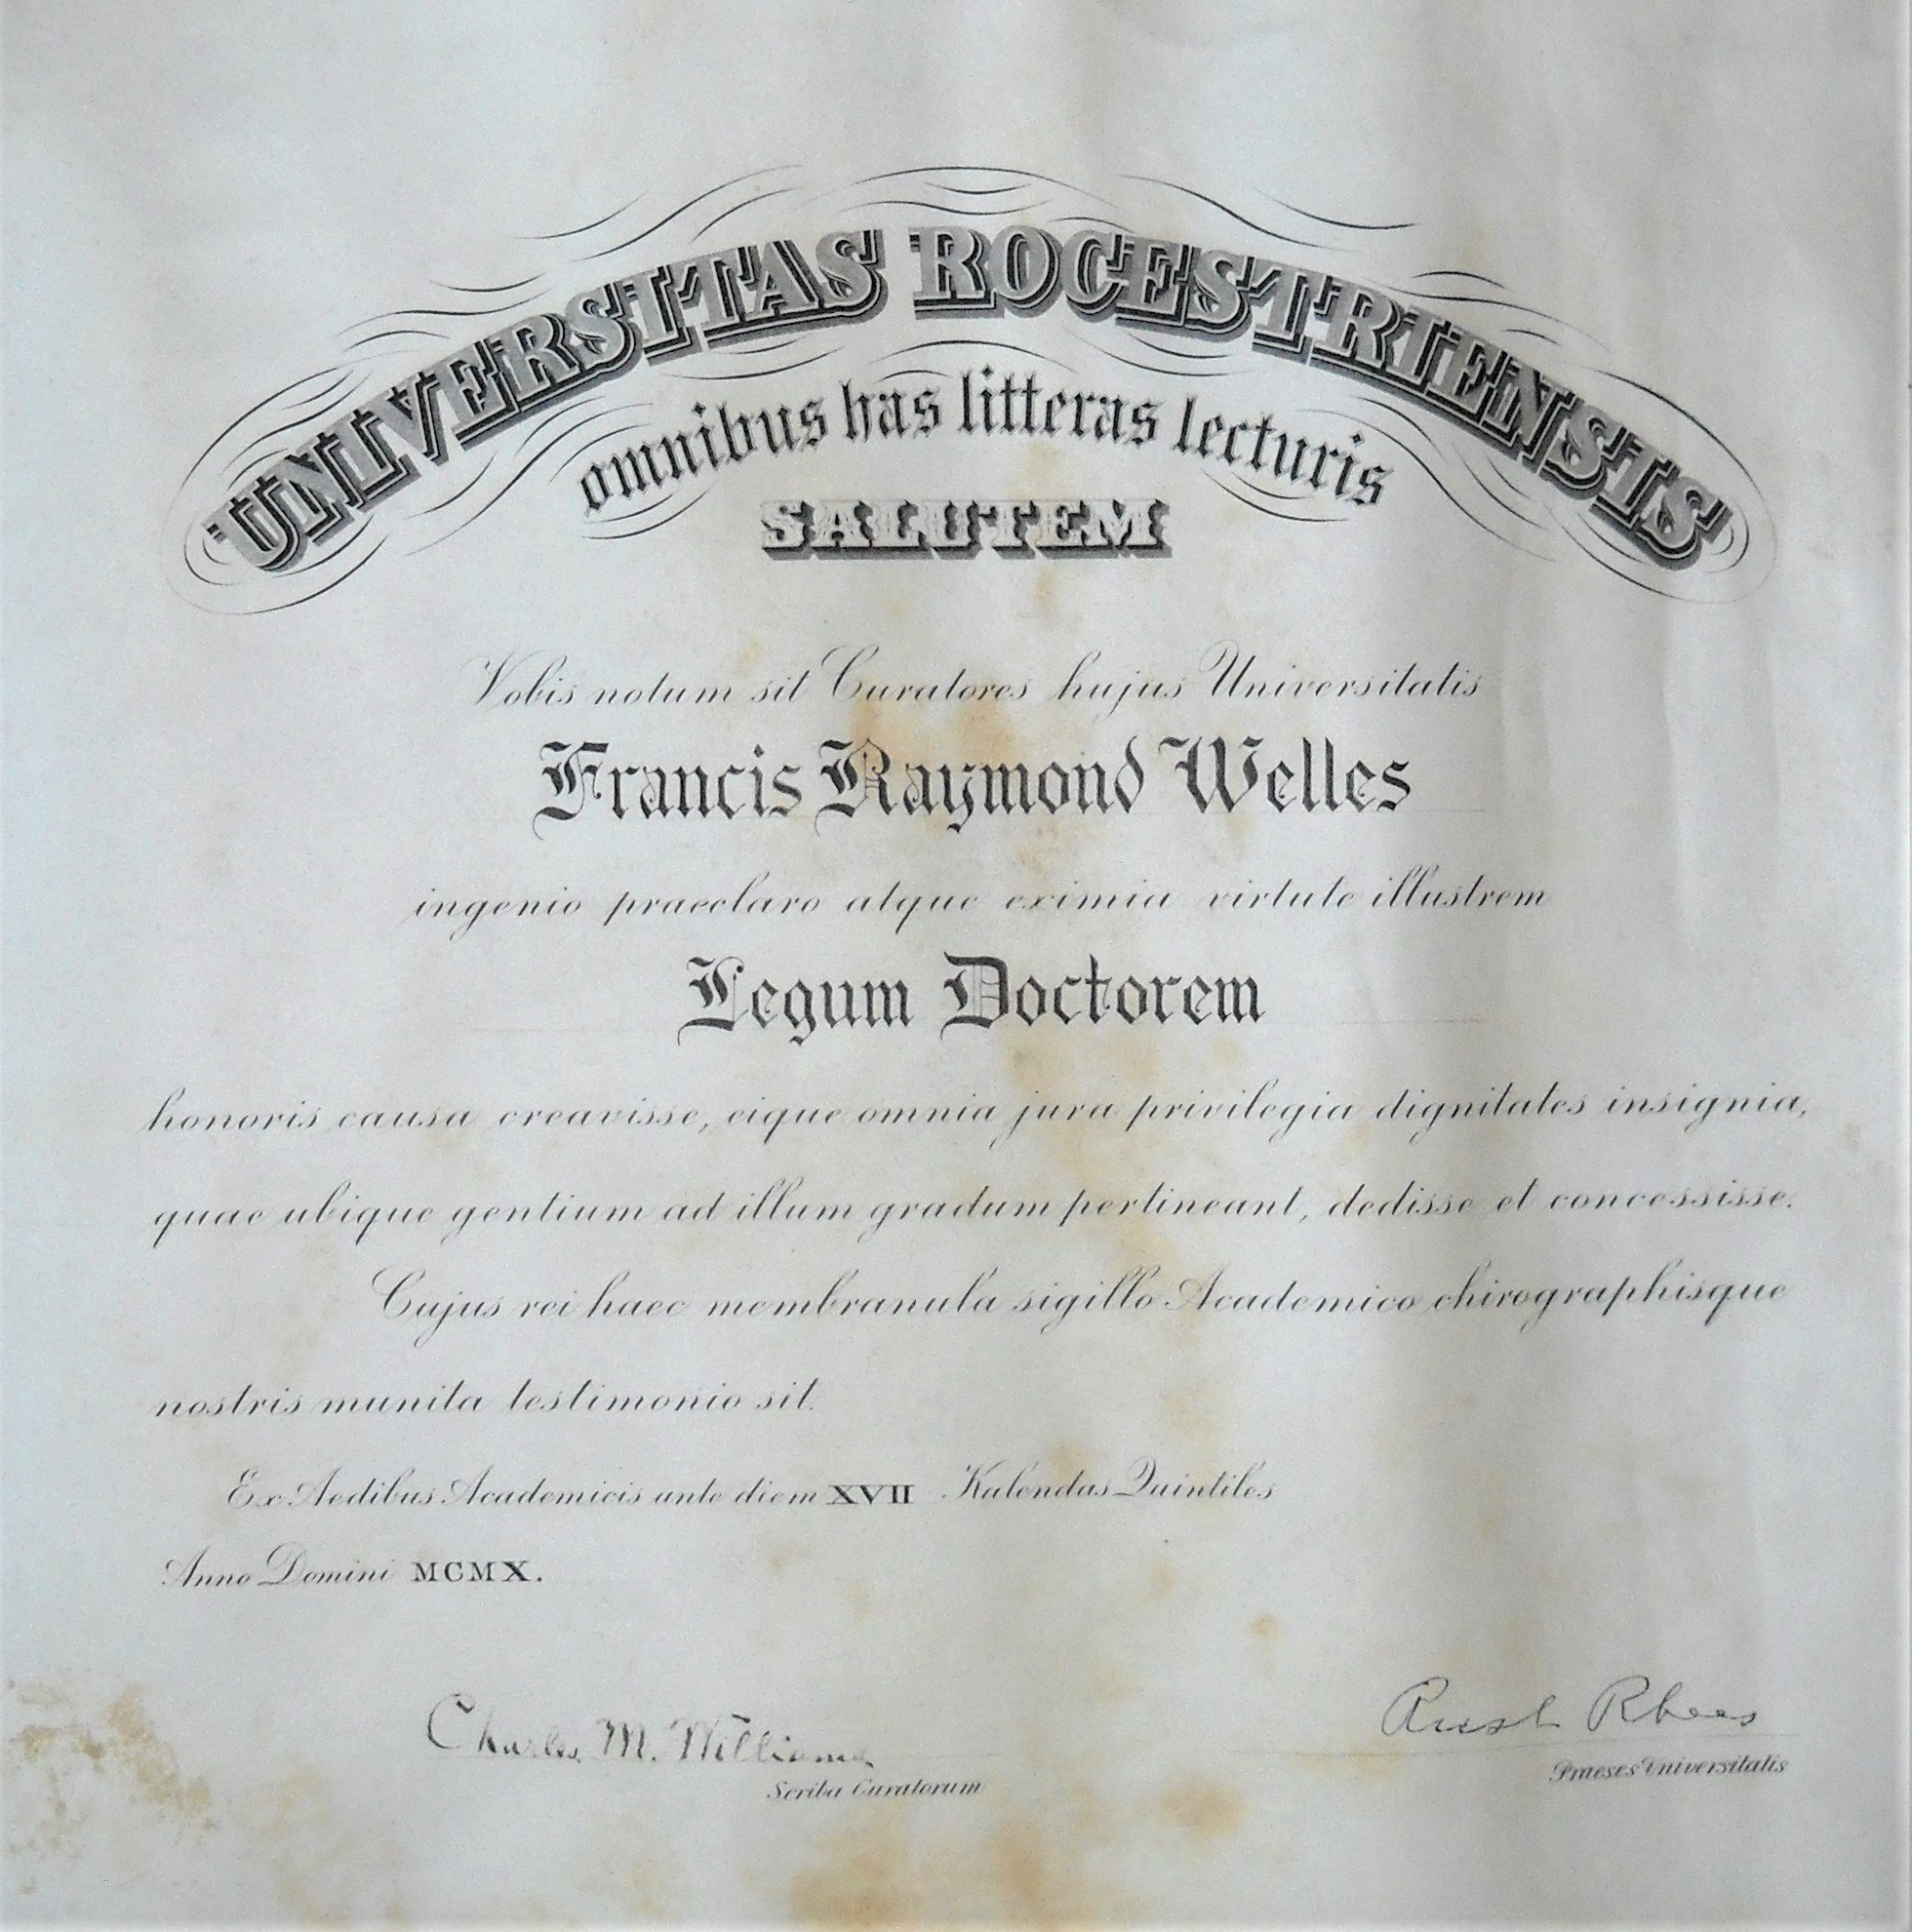 UNIVERSITAS ROCESTRIENSIS
omnibus has litteras lecturis
SALUTEM
Vobis notum sit Curatores hujus Universitatis
Francis Raymond Welles
ingenio praeclaro atque eximia virtute illustrem
Legum Doctorem
honoris causa creavisse, eique omnia jura privilegia dignitates insignia,
quae ubique gentium ad illum gradum pertineant, dedisse et concessisse.
Cujus rei haec membranula sigillo Academico chirographisque
nostris munita testimonio sit.
Ex Aedibus Academicis ante diem XVII Kalendas Quintiles
Anno Domini MCMX.
Charles M. Williams
Rush Rhees
Scriba Curatorum
Praeses Universitatis